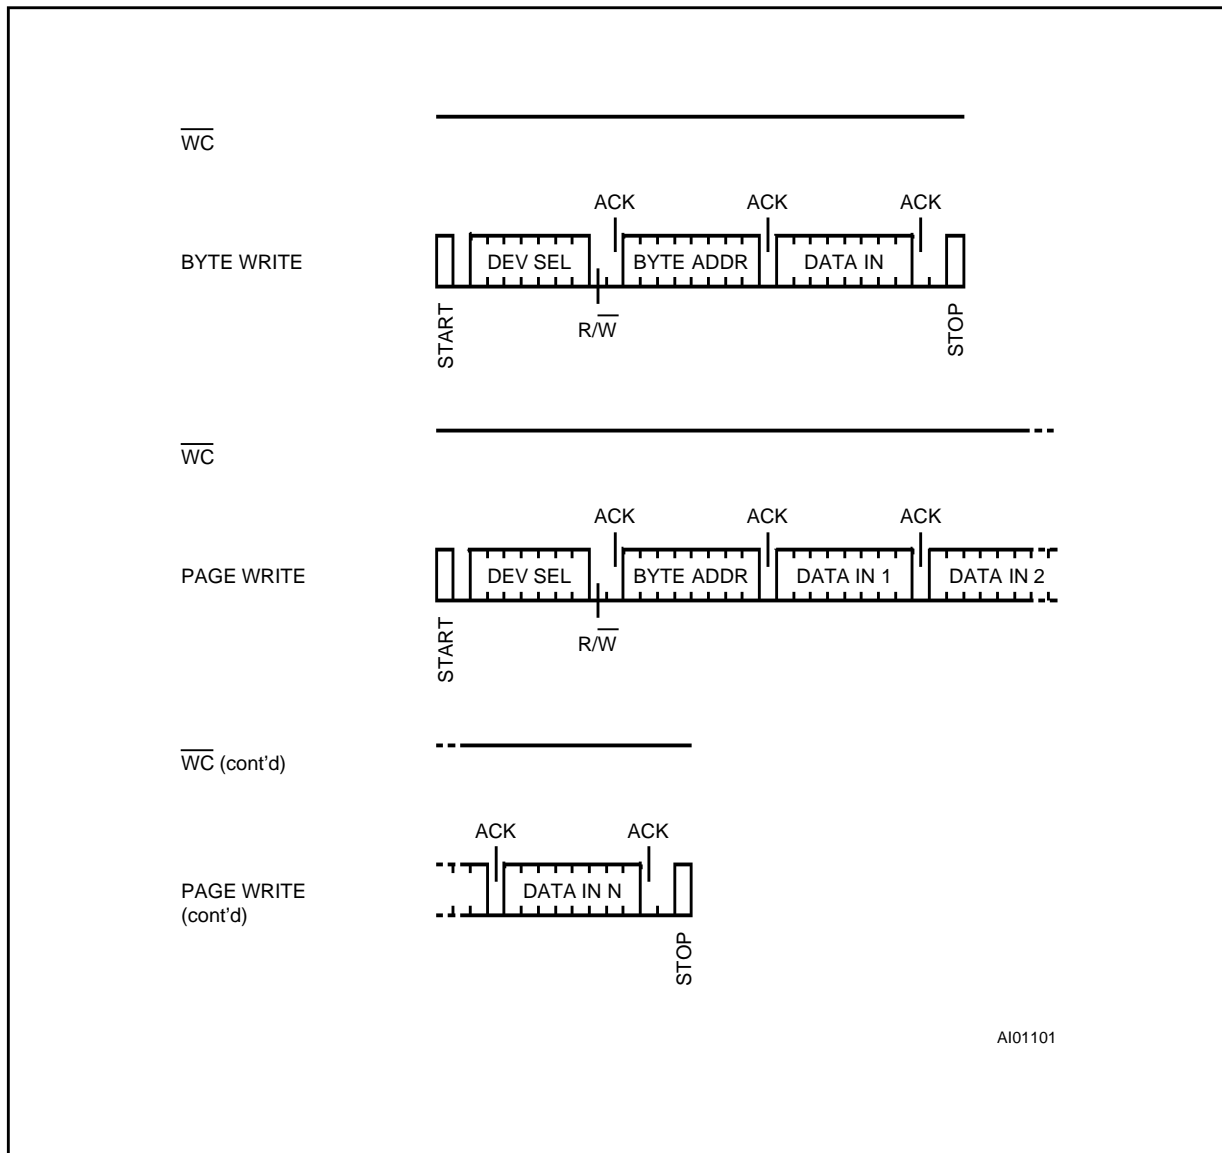 WC
ACK ACK ACK
BYTE WRITE
DEV SEL BYTE ADDR DATA IN
R/W
START
STOP
WC
ACK ACK ACK
PAGE WRITE
DEV SEL BYTE ADDR DATA IN 1 DATA IN 2
R/W
START
WC (cont'd)
ACK ACK
PAGE WRITE
(cont'd)
DATA IN N
STOP
AI01101